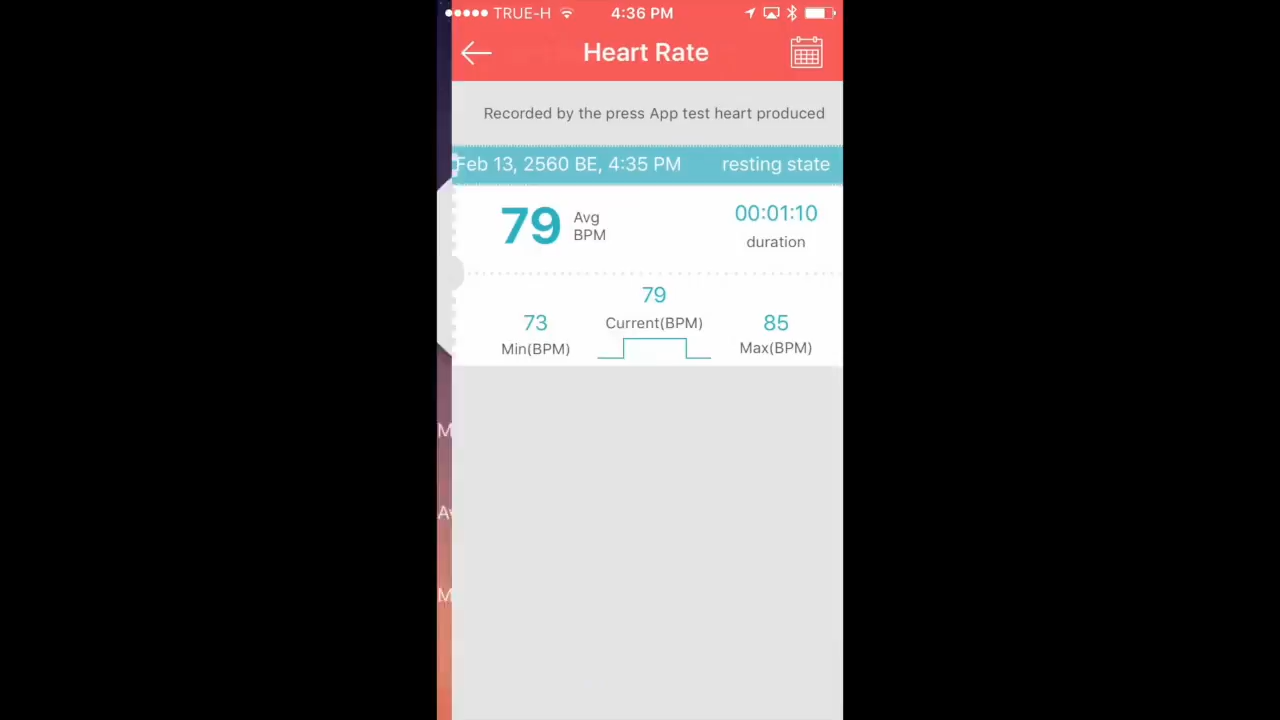 TRUE-H 4:36 PM
Heart Rate
Recorded by the press App test heart produced
Feb 13, 2560 BE, 4:35 PM resting state
79 Avg BPM
00:01:10
duration
79
Current(BPM)
73
Min(BPM)
85
Max(BPM)
M
Av
M